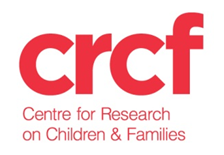 crcf
Centre for Research
on Children & Families